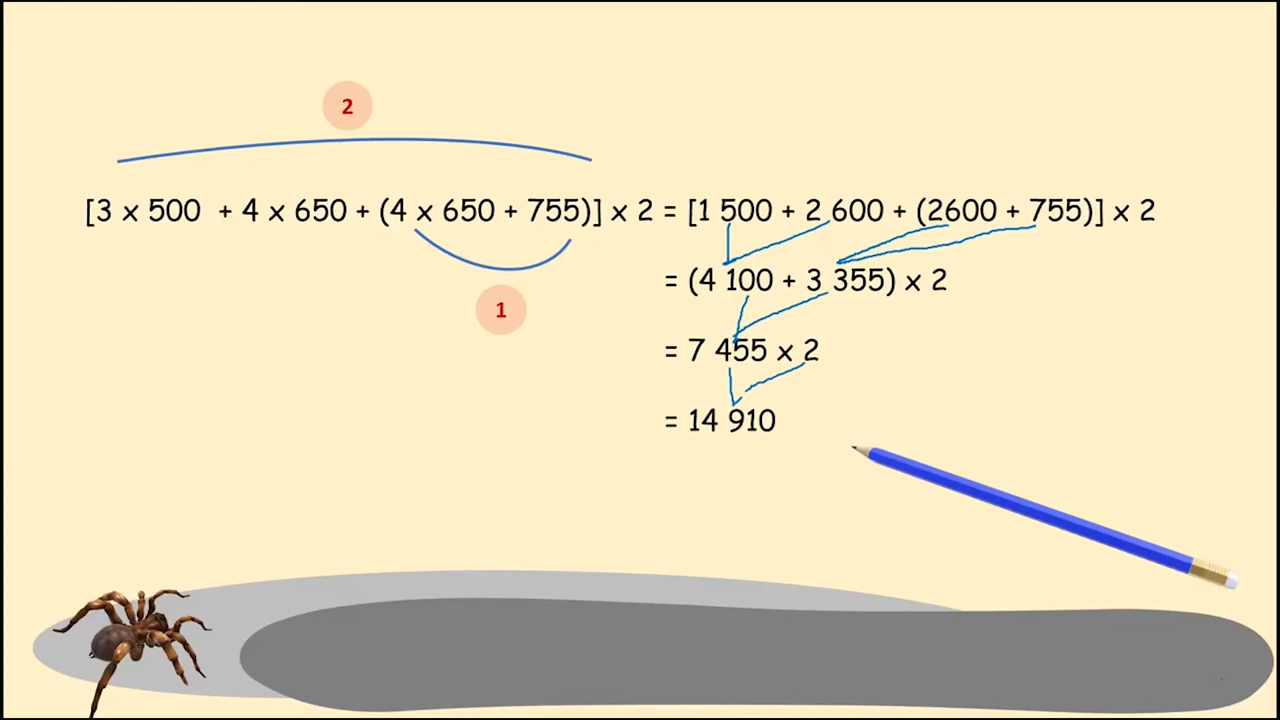 2
[3 x 500 + 4 x 650 + (4 x 650 + 755)] x 2 = [1 500 + 2 600 + (2600 + 755)] x 2
= (4 100 + 3 355) x 2
1
= 7 455 x 2
= 14 910